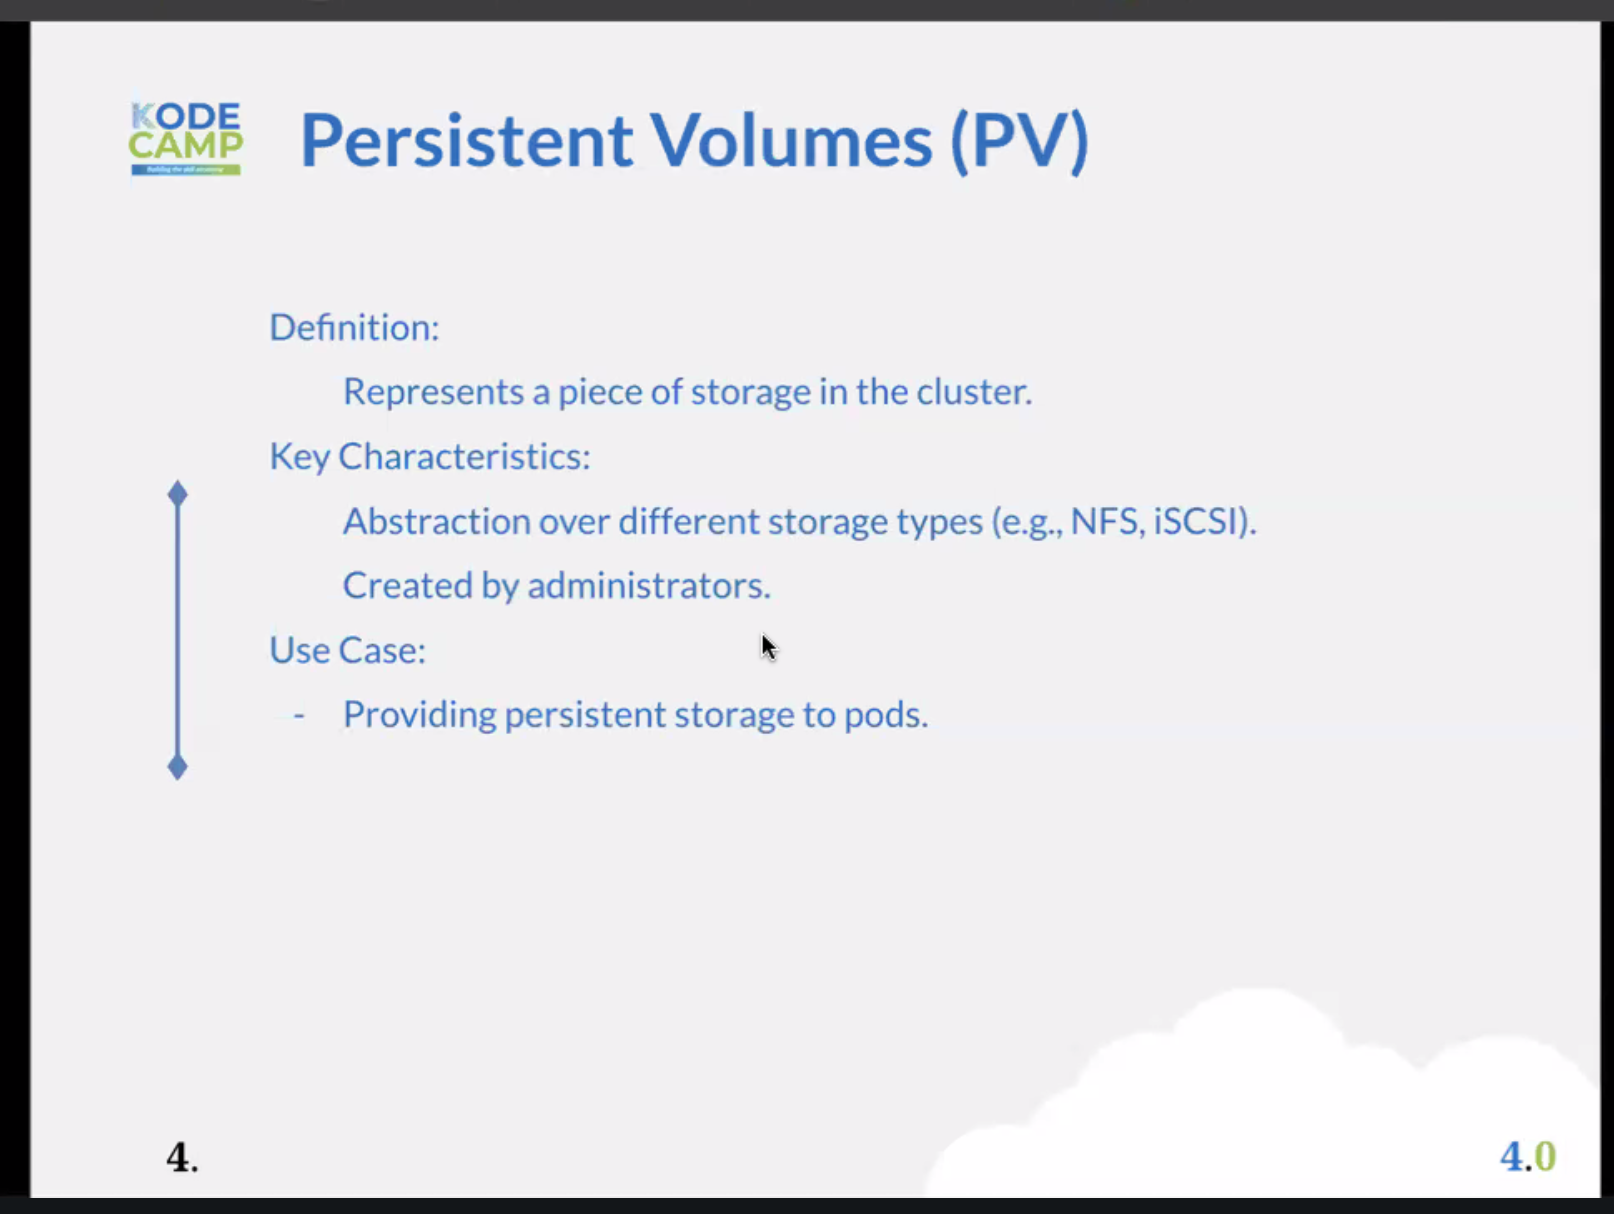 KODE
CAMP
Persistent Volumes (PV)
Definition:
Represents a piece of storage in the cluster.
Key Characteristics:
Abstraction over different storage types (e.g., NFS, iSCSI).
Created by administrators.
Use Case:
- Providing persistent storage to pods.
4.
4.0